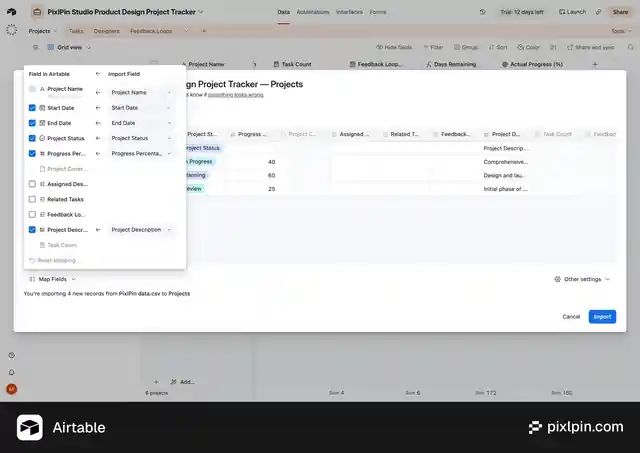 PixlPin Studio Product Design Project Tracker
Data Automations Interfaces Forms
Trial: 12 days left
Launch
Share
Projects Tasks Designers Feedback Loops
Tools
Grid view
Hide fields Filter Group Sort Color Share and sync
Project Name Task Count Feedback Loop... Days Remaining Actual Progress (%)
Field in Airtable Import Field
Project Name Project Name
Start Date Start Date
End Date End Date
Project Status Project Status
Progress Per... Progress Percenta...
Project Cover...
Assigned Des...
Related Tasks
Feedback Lo...
Project Descr... Project Description
Task Count
Reset Mapping
ign Project Tracker — Projects
know if something looks wrong.
Project St... Progress ... Project C... Assigned ... Related T... Feedback... Project D... Task Count Feedbac
Project Status Project Descrip...
n Progress 40 Comprehensive...
lanning 60 Design and lau...
eview 25 Initial phase of ...
Map Fields
Other settings
You're importing 4 new records from PixlPin data.csv to Projects
Cancel Import
Add...
6 projects
Sum 4 Sum 6 Sum 172
Airtable
pixlpin.com